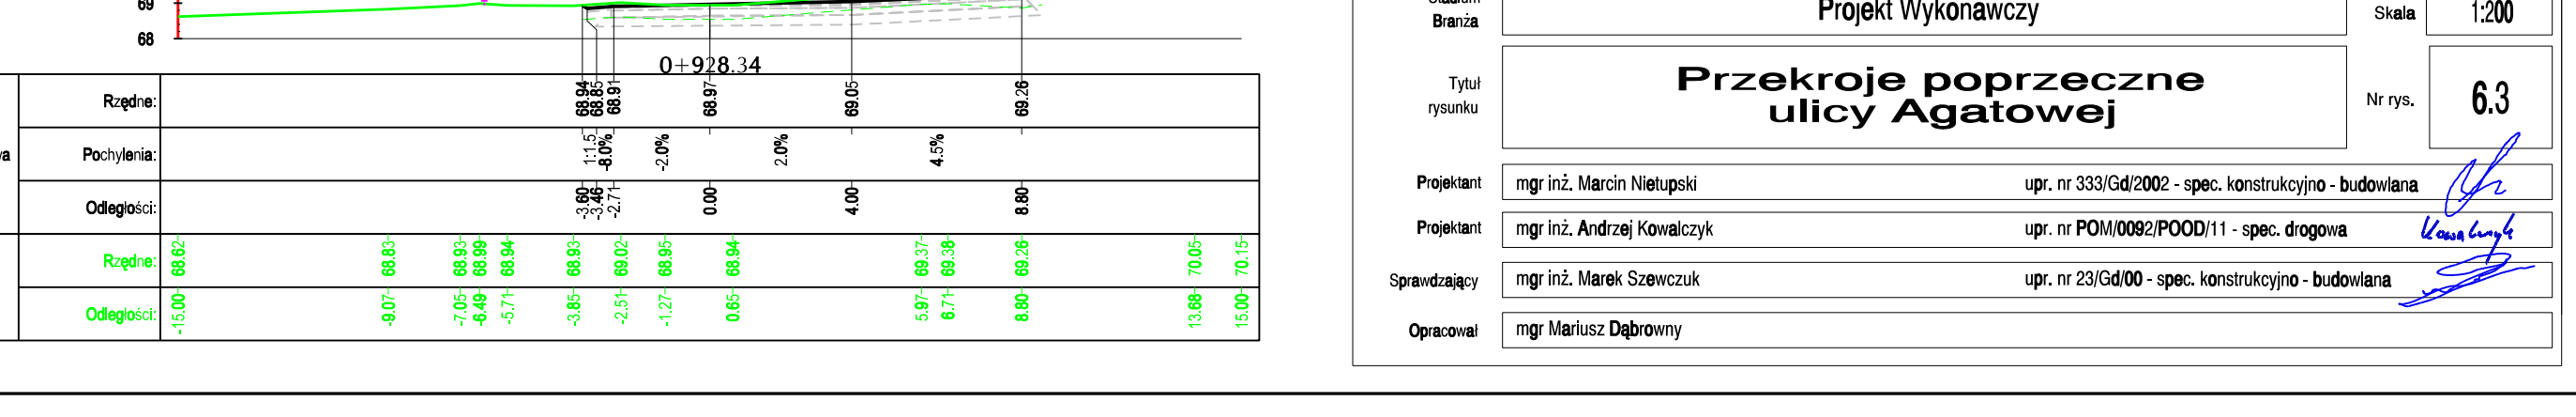 69
68
0+928.34
Rzędne: 68.94 68.85 68.91 68.97 69.05 69.26
Pochylenia: 1:1.5 -8.0% -2.0% 2.0% 4.5%
Odległości: -3.60 -3.46 -2.71 0.00 4.00 8.80
Rzędne: 68.62 68.83 68.93 68.99 68.94 68.93 69.02 68.95 68.94 69.37 69.38 69.26 70.05 70.15
Odległości: -15.00 -9.07 -7.05 -6.49 -5.71 -3.85 -2.51 -1.27 0.65 5.97 6.71 8.80 13.68 15.00
Branża
Projekt Wykonawczy
Skala 1:200
Tytuł
rysunku
Przekroje poprzeczne
ulicy Agatowej
Nr rys. 6.3
Projektant mgr inż. Marcin Nietupski upr. nr 333/Gd/2002 - spec. konstrukcyjno - budowlana
Projektant mgr inż. Andrzej Kowalczyk upr. nr POM/0092/POOD/11 - spec. drogowa Kowalczyk
Sprawdzający mgr inż. Marek Szewczuk upr. nr 23/Gd/00 - spec. konstrukcyjno - budowlana
Opracował mgr Mariusz Dąbrowny